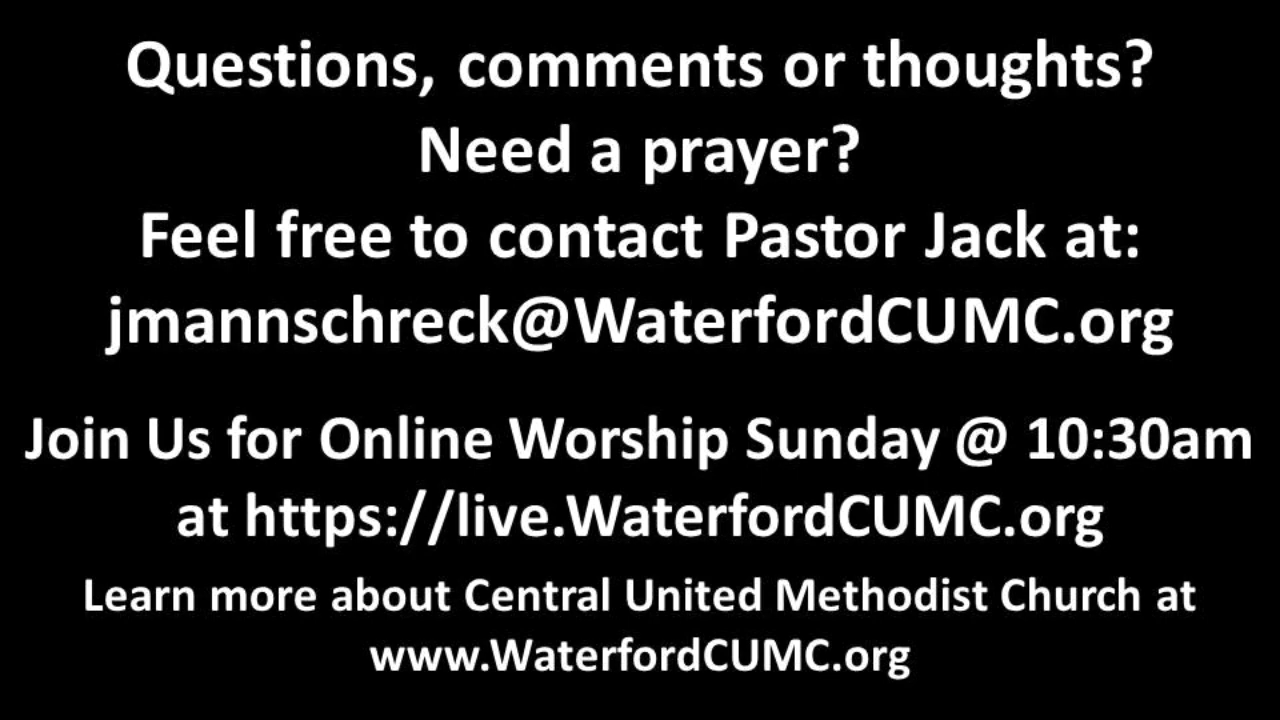 Questions, comments or thoughts?
Need a prayer?
Feel free to contact Pastor Jack at:
jmannschreck@WaterfordCUMC.org
Join Us for Online Worship Sunday @ 10:30am
at https://live.WaterfordCUMC.org
Learn more about Central United Methodist Church at
www.WaterfordCUMC.org